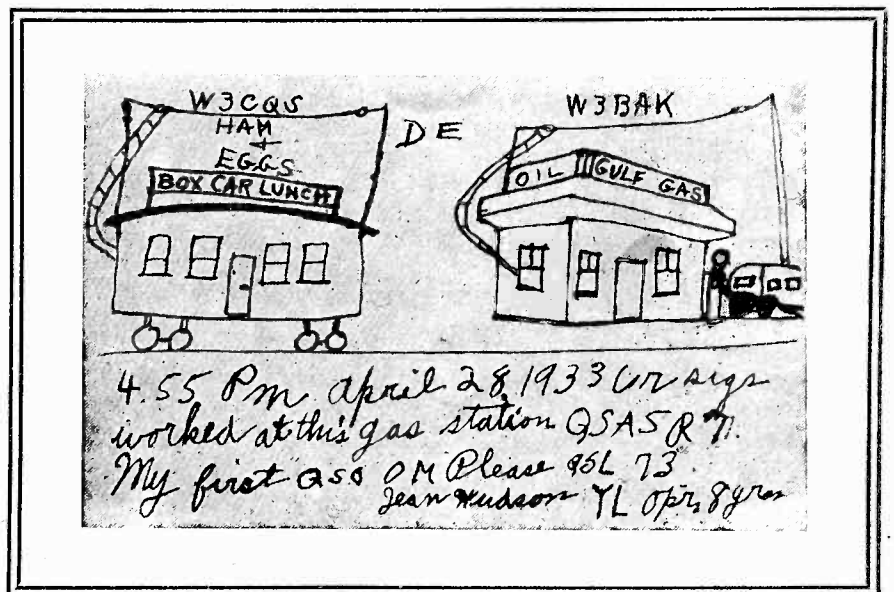 W3CQS
HAM
+
EGGS
BOX CAR LUNCH
DE
W3BAK
OIL GULF GAS
4.55 Pm April 28, 1933 Ur sigs
worked at this gas station QSA5 R 7.
My first QSO OM Please QSL 73.
Jean Hudson YL opr, 8 yrs